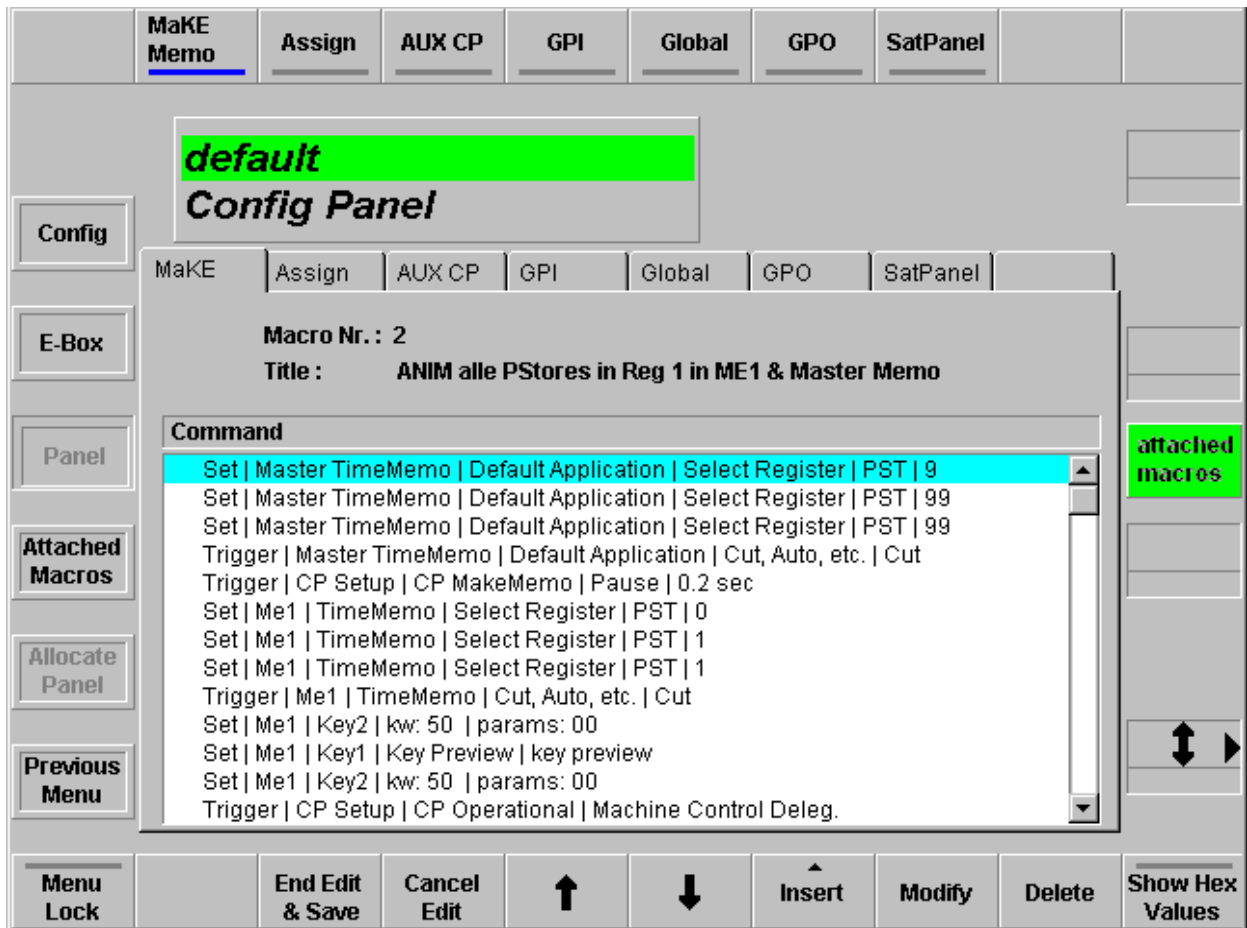 MaKE
Memo
Assign
AUX CP
GPI
Global
GPO
SatPanel
default
Config Panel
Config
E-Box
Panel
Attached
Macros
Allocate
Panel
Previous
Menu
MaKE
Assign
AUX CP
GPI
Global
GPO
SatPanel
Macro Nr. : 2
Title : ANIM alle PStores in Reg 1 in ME1 & Master Memo
Command
Set | Master TimeMemo | Default Application | Select Register | PST | 9
Set | Master TimeMemo | Default Application | Select Register | PST | 99
Set | Master TimeMemo | Default Application | Select Register | PST | 99
Trigger | Master TimeMemo | Default Application | Cut, Auto, etc. | Cut
Trigger | CP Setup | CP MakeMemo | Pause | 0.2 sec
Set | Me1 | TimeMemo | Select Register | PST | 0
Set | Me1 | TimeMemo | Select Register | PST | 1
Set | Me1 | TimeMemo | Select Register | PST | 1
Trigger | Me1 | TimeMemo | Cut, Auto, etc. | Cut
Set | Me1 | Key2 | kw: 50 | params: 00
Set | Me1 | Key1 | Key Preview | key preview
Set | Me1 | Key2 | kw: 50 | params: 00
Trigger | CP Setup | CP Operational | Machine Control Deleg.
attached
macros
Menu
Lock
End Edit
& Save
Cancel
Edit
Insert
Modify
Delete
Show Hex
Values